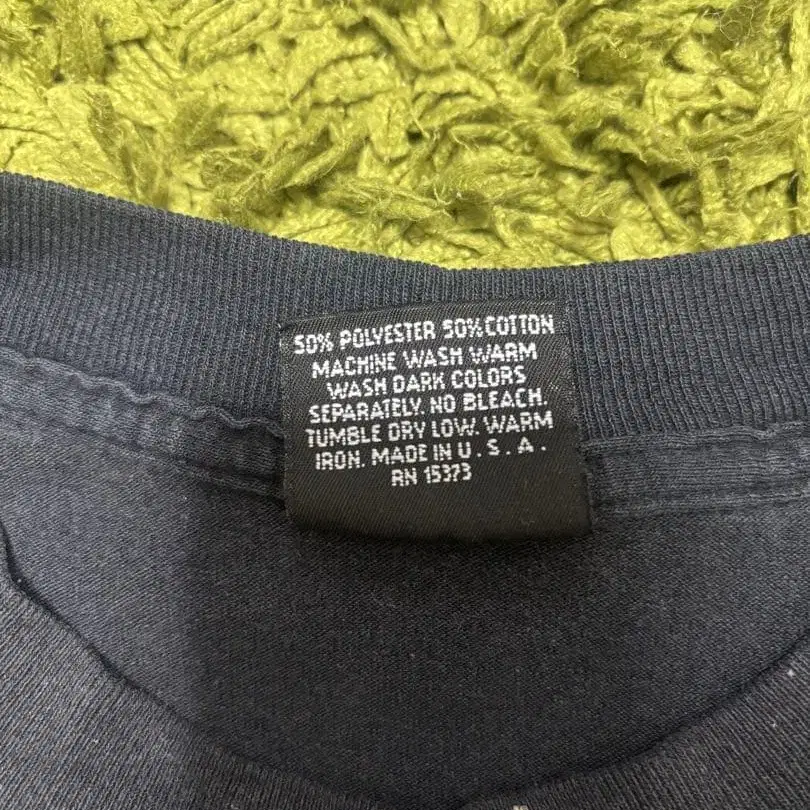 50% POLYESTER 50%COTTON
MACHINE WASH WARM
WASH DARK COLORS
SEPARATELY. NO BLEACH.
TUMBLE DRY LOW. WARM
IRON. MADE IN U.S.A.
RN 15373